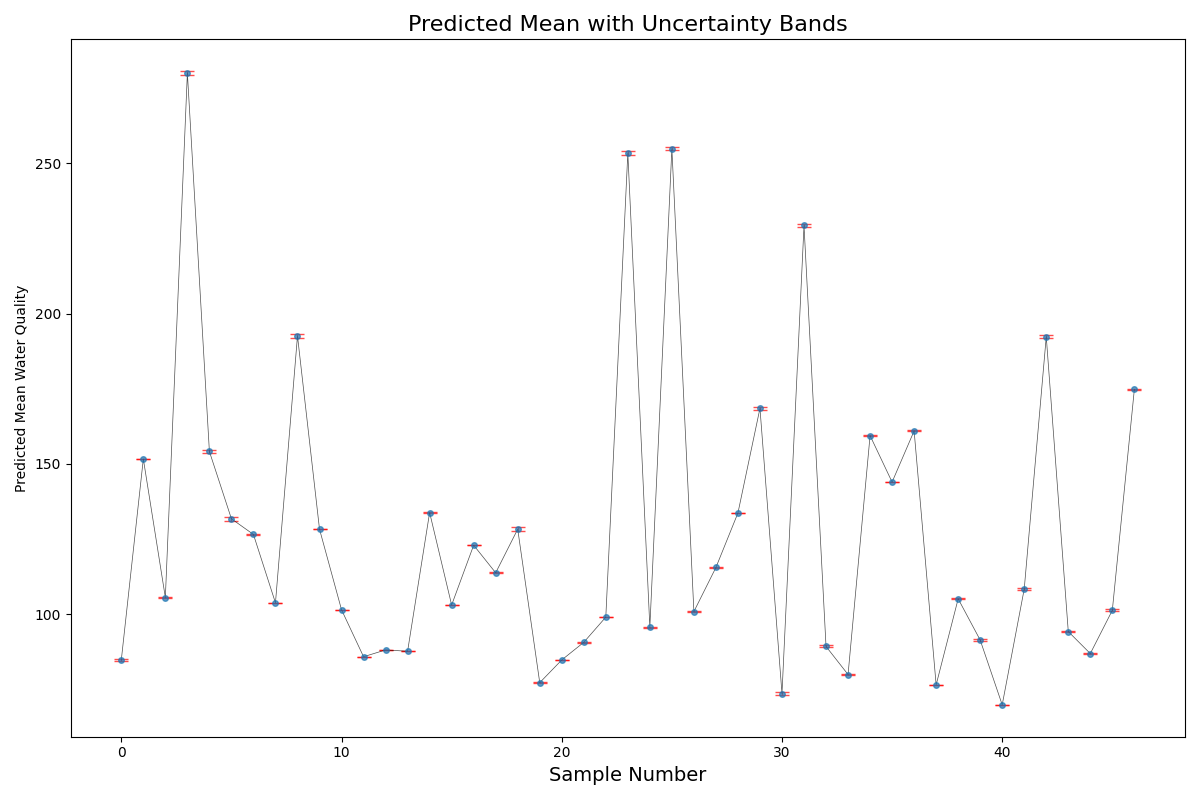 Predicted Mean with Uncertainty Bands
Predicted Mean Water Quality
250
200
150
100
0 10 20 30 40
Sample Number